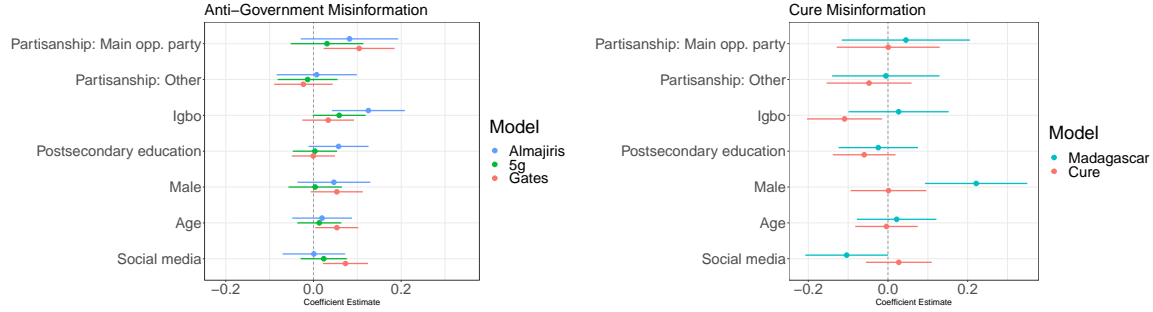 Anti−Government Misinformation
Partisanship: Main opp. party
Partisanship: Other
Igbo
Postsecondary education
Male
Age
Social media
−0.2 0.0 0.2
Coefficient Estimate
Model
Almajiris
5g
Gates
Cure Misinformation
Partisanship: Main opp. party
Partisanship: Other
Igbo
Postsecondary education
Male
Age
Social media
−0.2 0.0 0.2
Coefficient Estimate
Model
Madagascar
Cure